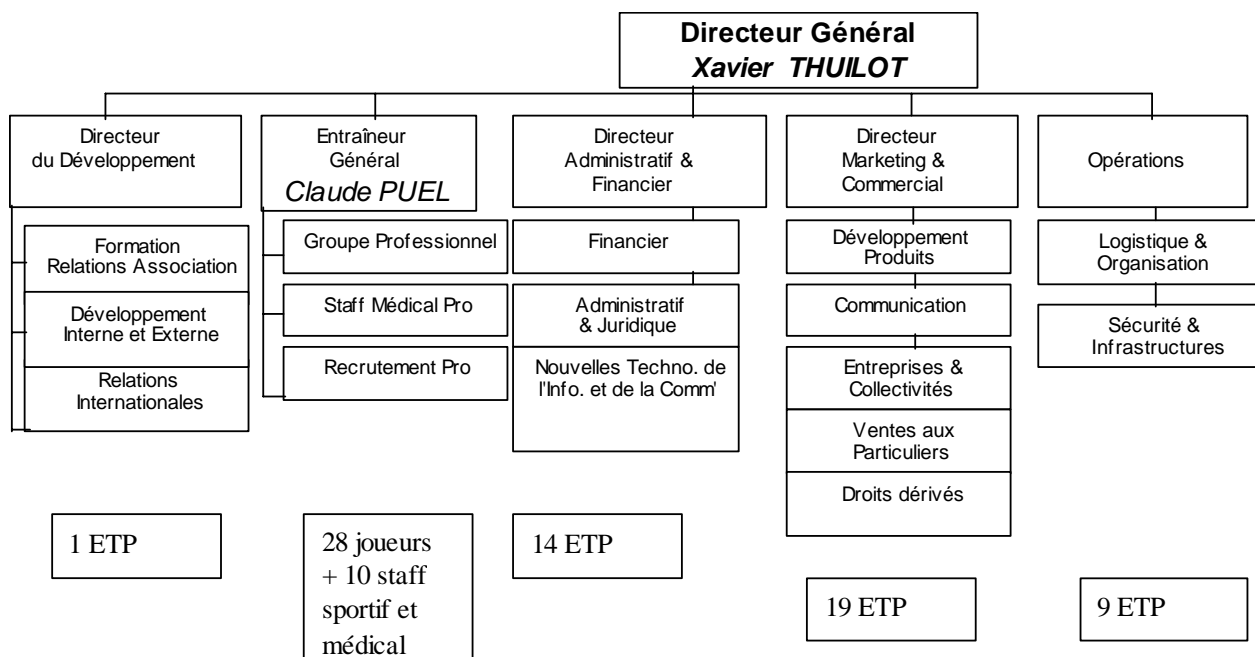 Directeur Général
Xavier THUILOT
Directeur
du Développement
Entraîneur
Général
Claude PUEL
Directeur
Administratif &
Financier
Directeur
Marketing &
Commercial
Opérations
Formation
Relations Association
Développement
Interne et Externe
Relations
Internationales
Groupe Professionnel
Staff Médical Pro
Recrutement Pro
Financier
Administratif
& Juridique
Nouvelles Techno. de
l'Info. et de la Comm'
Développement
Produits
Communication
Entreprises &
Collectivités
Ventes aux
Particuliers
Droits dérivés
Logistique &
Organisation
Sécurité &
Infrastructures
1 ETP
28 joueurs
+ 10 staff
sportif et
médical
14 ETP
19 ETP
9 ETP